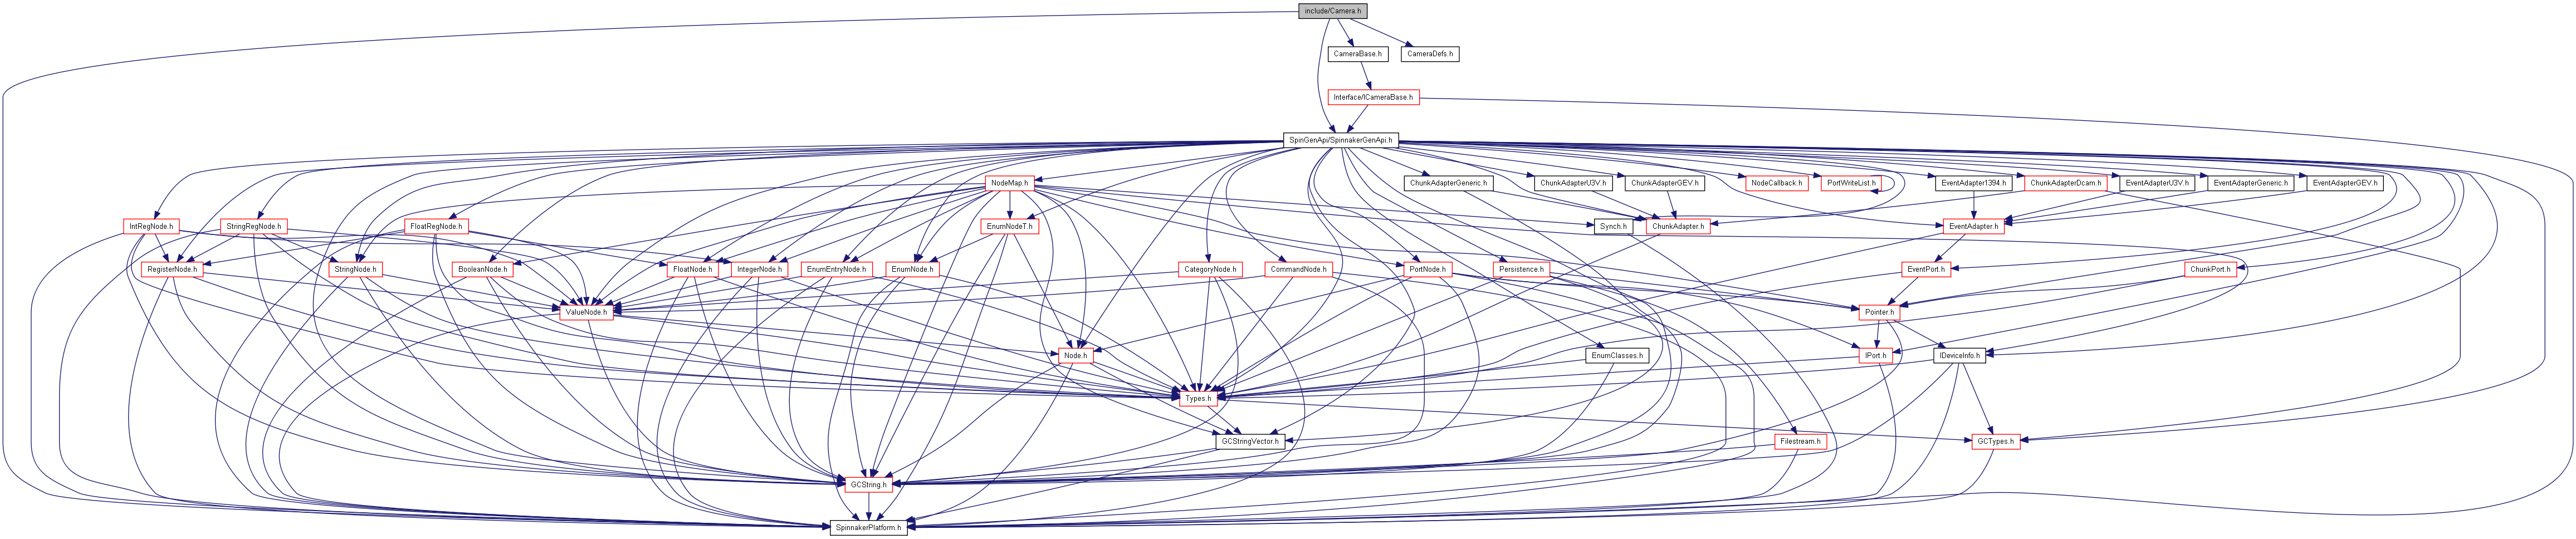 include/Camera.h
CameraBase.h
CameraDefs.h
Interface/ICameraBase.h
SpinGenApi/SpinnakerGenApi.h
NodeMap.h
ChunkAdapterGeneric.h
ChunkAdapterU3V.h
ChunkAdapterGEV.h
NodeCallback.h
PortWriteList.h
EventAdapter1394.h
ChunkAdapterDcam.h
EventAdapterU3V.h
EventAdapterGeneric.h
EventAdapterGEV.h
IntRegNode.h
StringRegNode.h
FloatRegNode.h
EnumNodeT.h
Synch.h
ChunkAdapter.h
EventAdapter.h
RegisterNode.h
StringNode.h
BooleanNode.h
FloatNode.h
IntegerNode.h
EnumEntryNode.h
EnumNode.h
CategoryNode.h
CommandNode.h
PortNode.h
Persistence.h
EventPort.h
ChunkPort.h
ValueNode.h
Pointer.h
Node.h
EnumClasses.h
IPort.h
IDeviceInfo.h
Types.h
GCStringVector.h
Filestream.h
GCTypes.h
GCString.h
SpinnakerPlatform.h